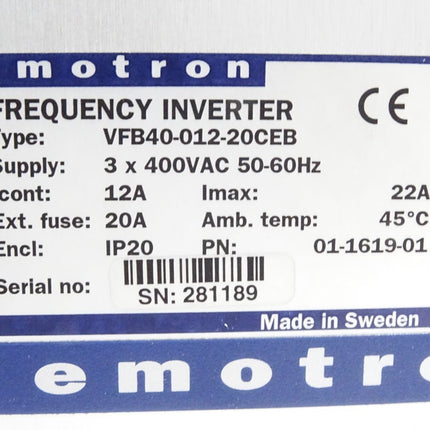 motron
FREQUENCY INVERTER CE
Type: VFB40-012-20CEB
Supply: 3 x 400VAC 50-60Hz
Icont: 12A Imax: 22A
Ext. fuse: 20A Amb. temp: 45°C
Encl: IP20 PN: 01-1619-01
Serial no: SN: 281189
Made in Sweden
emotro